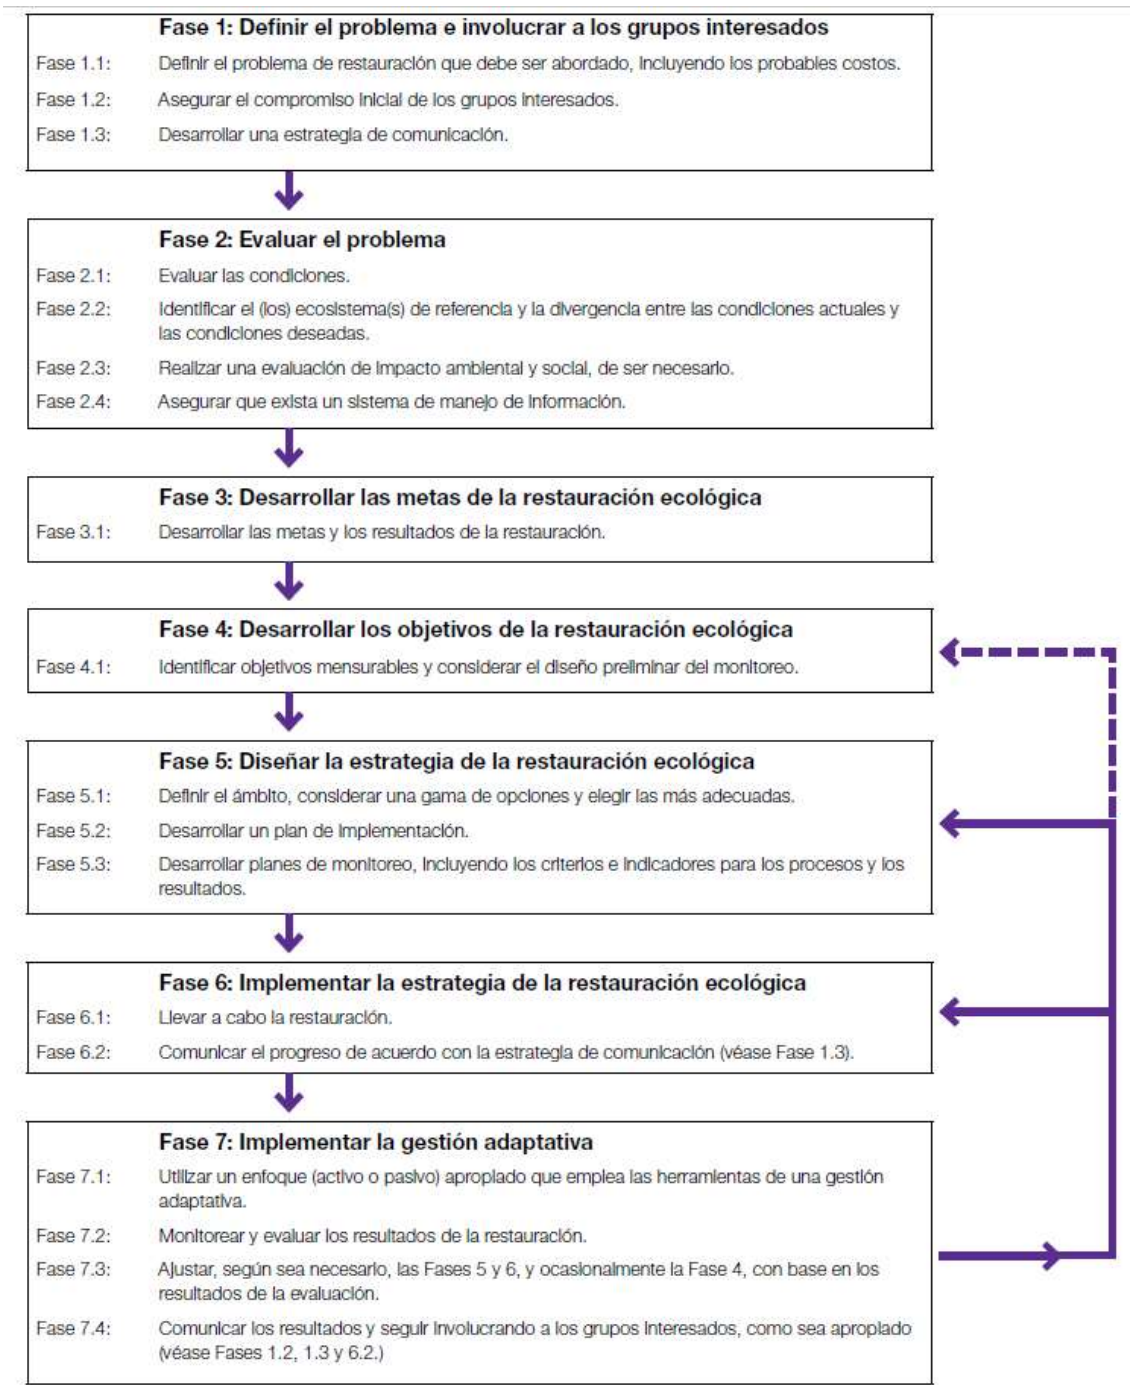 Fase 1: Definir el problema e involucrar a los grupos interesados
Fase 1.1: Definir el problema de restauración que debe ser abordado, incluyendo los probables costos.
Fase 1.2: Asegurar el compromiso inicial de los grupos interesados.
Fase 1.3: Desarrollar una estrategia de comunicación.
Fase 2: Evaluar el problema
Fase 2.1: Evaluar las condiciones.
Fase 2.2: Identificar el (los) ecosistema(s) de referencia y la divergencia entre las condiciones actuales y
las condiciones deseadas.
Fase 2.3: Realizar una evaluación de impacto ambiental y social, de ser necesario.
Fase 2.4: Asegurar que exista un sistema de manejo de información.
Fase 3: Desarrollar las metas de la restauración ecológica
Fase 3.1: Desarrollar las metas y los resultados de la restauración.
Fase 4: Desarrollar los objetivos de la restauración ecológica
Fase 4.1: Identificar objetivos mensurables y considerar el diseño preliminar del monitoreo.
Fase 5: Diseñar la estrategia de la restauración ecológica
Fase 5.1: Definir el ámbito, considerar una gama de opciones y elegir las más adecuadas.
Fase 5.2: Desarrollar un plan de implementación.
Fase 5.3: Desarrollar planes de monitoreo, incluyendo los criterios e indicadores para los procesos y los
resultados.
Fase 6: Implementar la estrategia de la restauración ecológica
Fase 6.1: Llevar a cabo la restauración.
Fase 6.2: Comunicar el progreso de acuerdo con la estrategia de comunicación (véase Fase 1.3).
Fase 7: Implementar la gestión adaptativa
Fase 7.1: Utilizar un enfoque (activo o pasivo) apropiado que emplea las herramientas de una gestión
adaptativa.
Fase 7.2: Monitorear y evaluar los resultados de la restauración.
Fase 7.3: Ajustar, según sea necesario, las Fases 5 y 6, y ocasionalmente la Fase 4, con base en los
resultados de la evaluación.
Fase 7.4: Comunicar los resultados y seguir involucrando a los grupos interesados, como sea apropiado
(véase Fases 1.2, 1.3 y 6.2.)